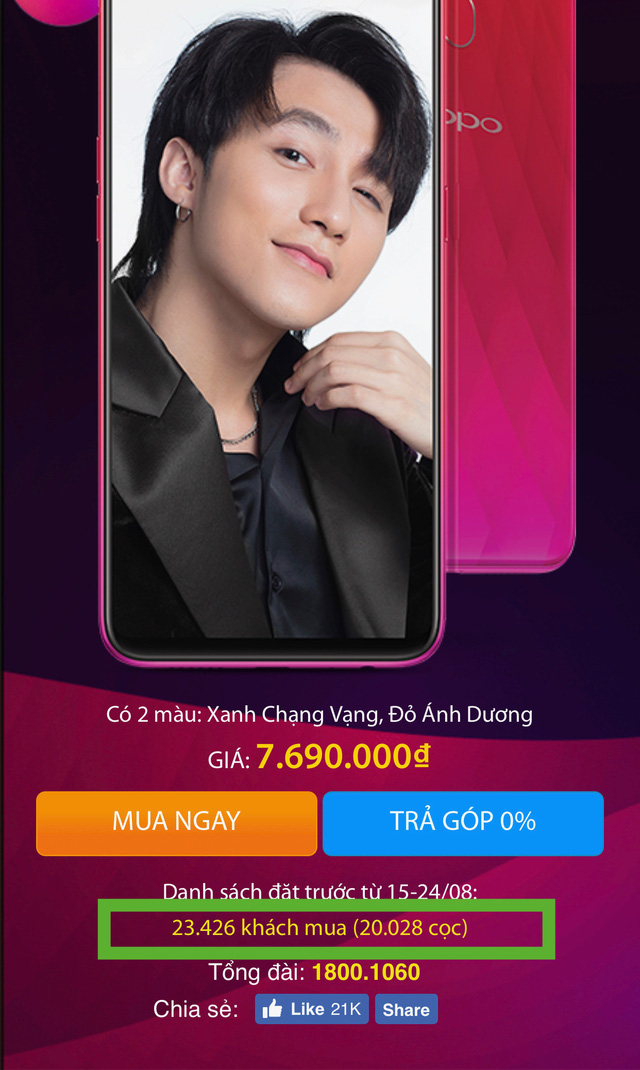 oppo
Có 2 màu: Xanh Chạng Vạng, Đỏ Ánh Dương
GIÁ: 7.690.000₫
MUA NGAY
TRẢ GÓP 0%
Danh sách đặt trước từ 15-24/08:
23.426 khách mua (20.028 cọc)
Tổng đài: 1800.1060
Chia sẻ: Like 21K Share